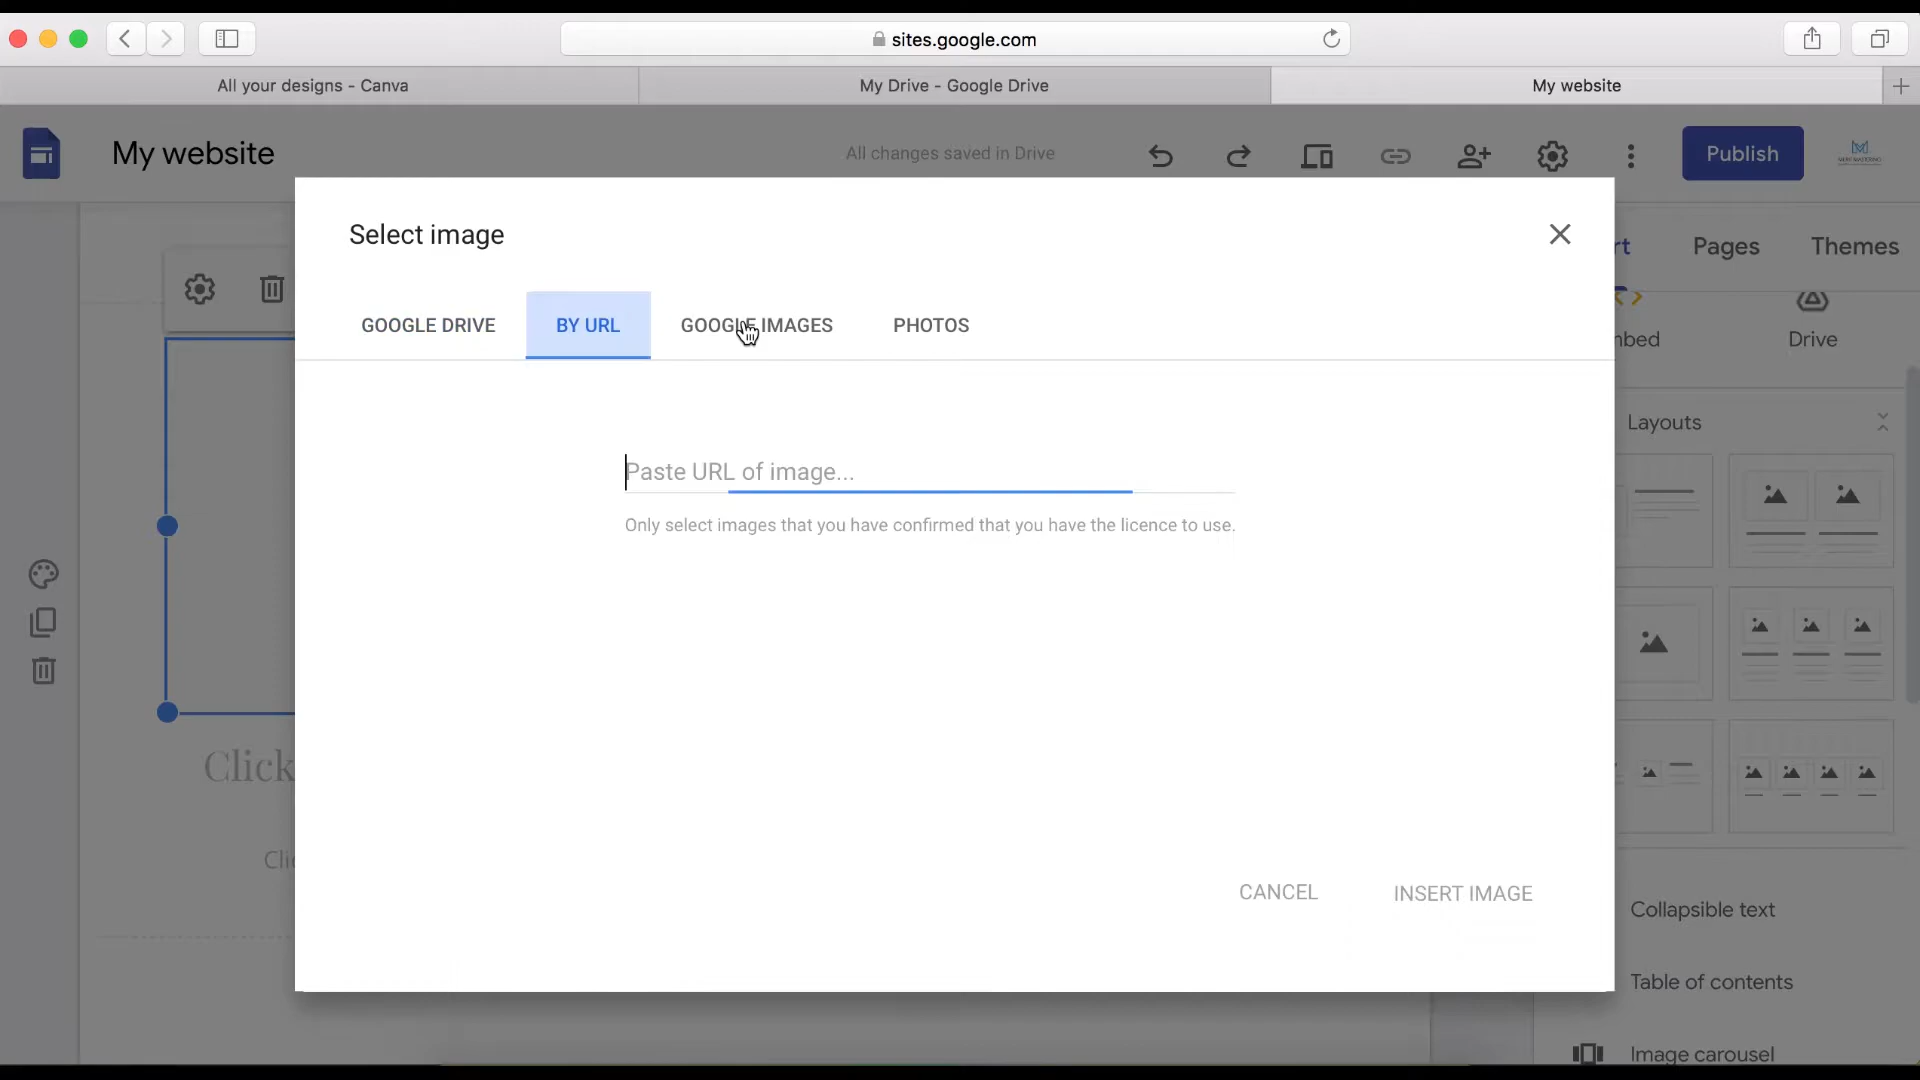 sites.google.com
All your designs - Canva
My Drive - Google Drive
My website
My website
All changes saved in Drive
Publish
Select image
Pages
Themes
GOOGLE DRIVE
BY URL
GOOGLE IMAGES
PHOTOS
Drive
Layouts
Paste URL of image...
Only select images that you have confirmed that you have the licence to use.
Click
CANCEL
INSERT IMAGE
Collapsible text
Table of contents
Image carousel